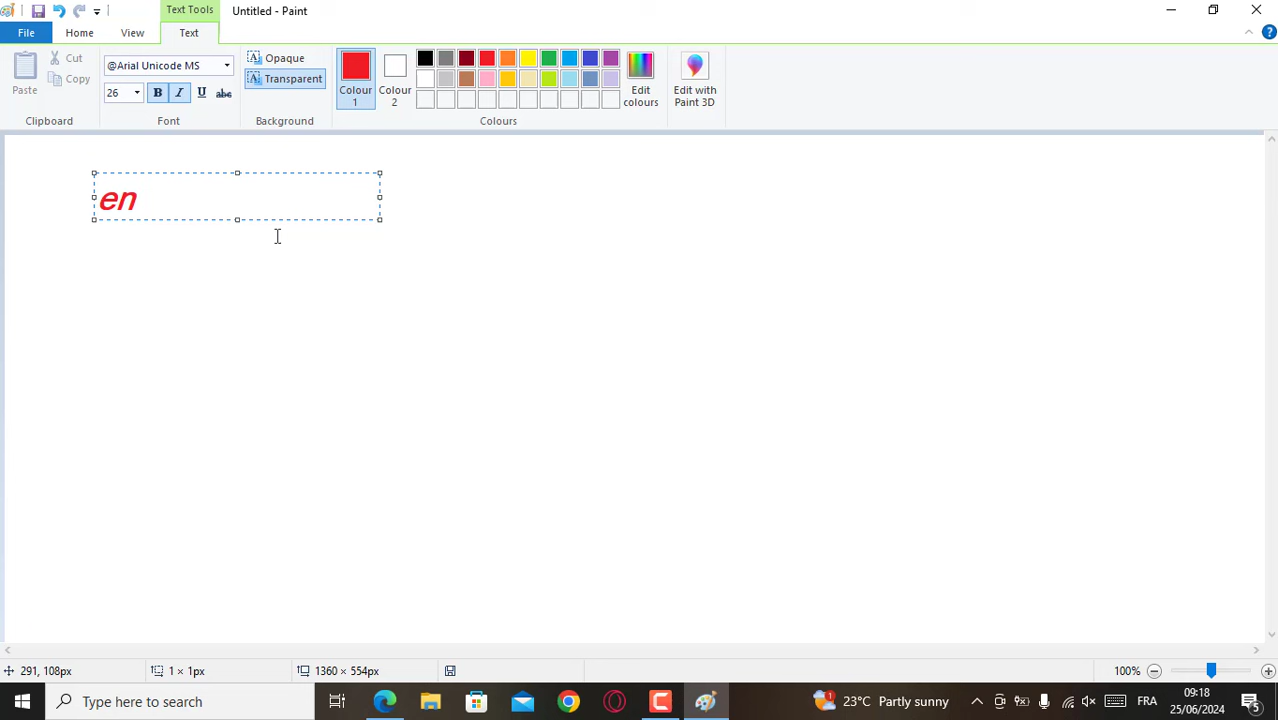 Text Tools
Untitled - Paint
File
Home
View
Text
Paste
Cut
Copy
Clipboard
@Arial Unicode MS
26
B I U abc
Font
Opaque
Transparent
Background
Colour 1
Colour 2
Edit colours
Colours
Edit with Paint 3D
en
291, 108px
1 × 1px
1360 × 554px
100%
Type here to search
1
23°C Partly sunny
FRA
09:18
25/06/2024
5